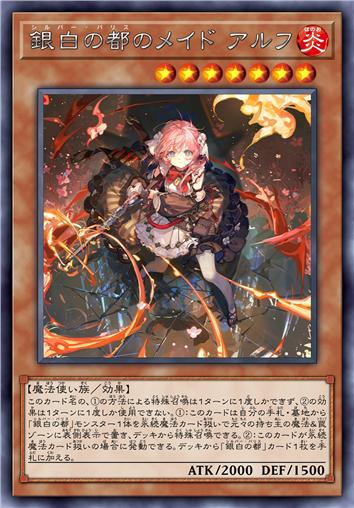 シルバー・パリス
銀白の都のメイド アルフ
ほのお
炎
【魔法使い族／効果】
このカード名の、①の方法による特殊召喚は1ターンに1度しかできず、②の効
果は1ターンに1度しか使用できない。①：このカードは自分の手札・墓地から
「銀白の都」モンスター1体を永続魔法カード扱いで元々の持ち主の魔法＆罠
ゾーンに表側表示で置き、デッキから特殊召喚できる。②：このカードが永続
魔法カード扱いの場合に発動できる。デッキから「銀白の都」カード1枚を手
札に加える。
ATK/2000 DEF/1500